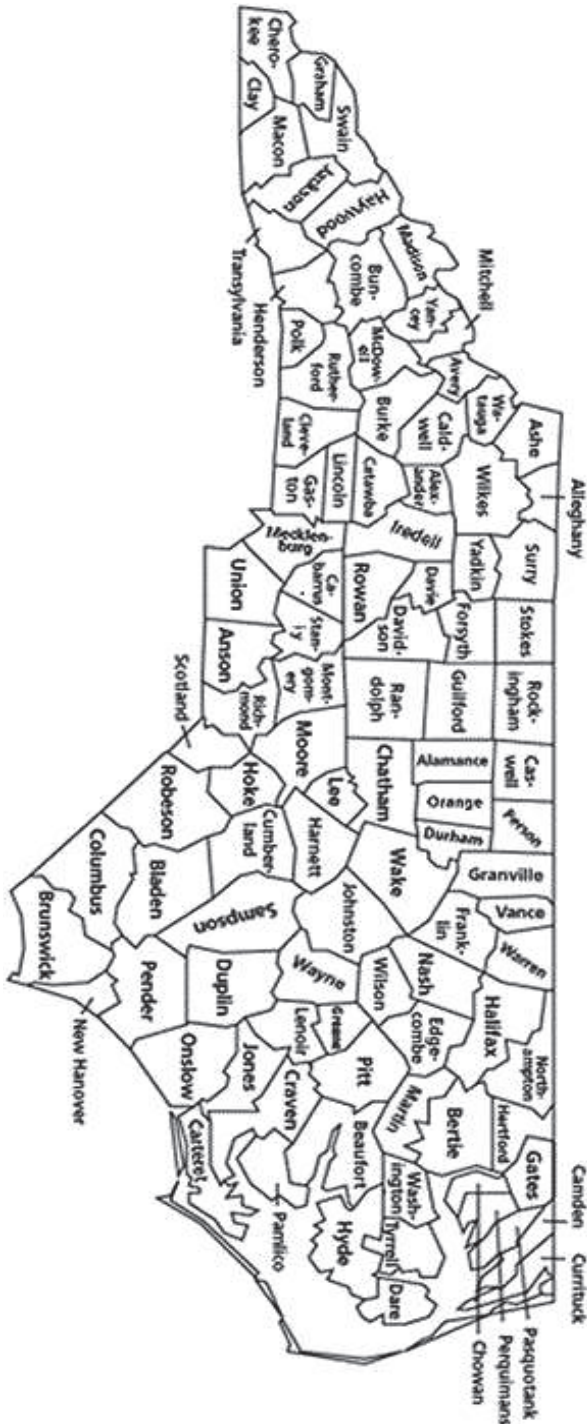 Chero-
kee
Graham
Clay
Swain
Macon
Jackson
Haywood
Transylvania
Madison
Bun-
combe
Henderson
Mitchell
Yan-
cey
McDow-
ell
Polk
Ruther-
ford
Avery
Burke
Cleve-
land
Wa-
tauga
Cald-
well
Ashe
Alleghany
Wilkes
Alex-
ander
Catawba
Lincoln
Gas-
ton
Surry
Yadkin
Iredell
Mecklen-
burg
Davie
Rowan
Ca-
barrus
Union
Stokes
Forsyth
David-
son
Stan-
ly
Anson
Rock-
ingham
Guilford
Ran-
dolph
Mont-
gom-
ery
Rich-
mond
Scotland
Cas-
well
Alamance
Orange
Chatham
Moore
Lee
Hoke
Robeson
Person
Durham
Granville
Wake
Harnett
Cumber-
land
Bladen
Columbus
Brunswick
Vance
Warren
Frank-
lin
Johnston
Sampson
Nash
Wilson
Wayne
Duplin
Pender
New Hanover
Halifax
North-
ampton
Edge-
combe
Greene
Lenoir
Pitt
Jones
Onslow
Craven
Hertford
Bertie
Martin
Beaufort
Carteret
Pamlico
Gates
Camden
Currituck
Wash-
ington
Tyrrell
Hyde
Dare
Pasquotank
Perquimans
Chowan